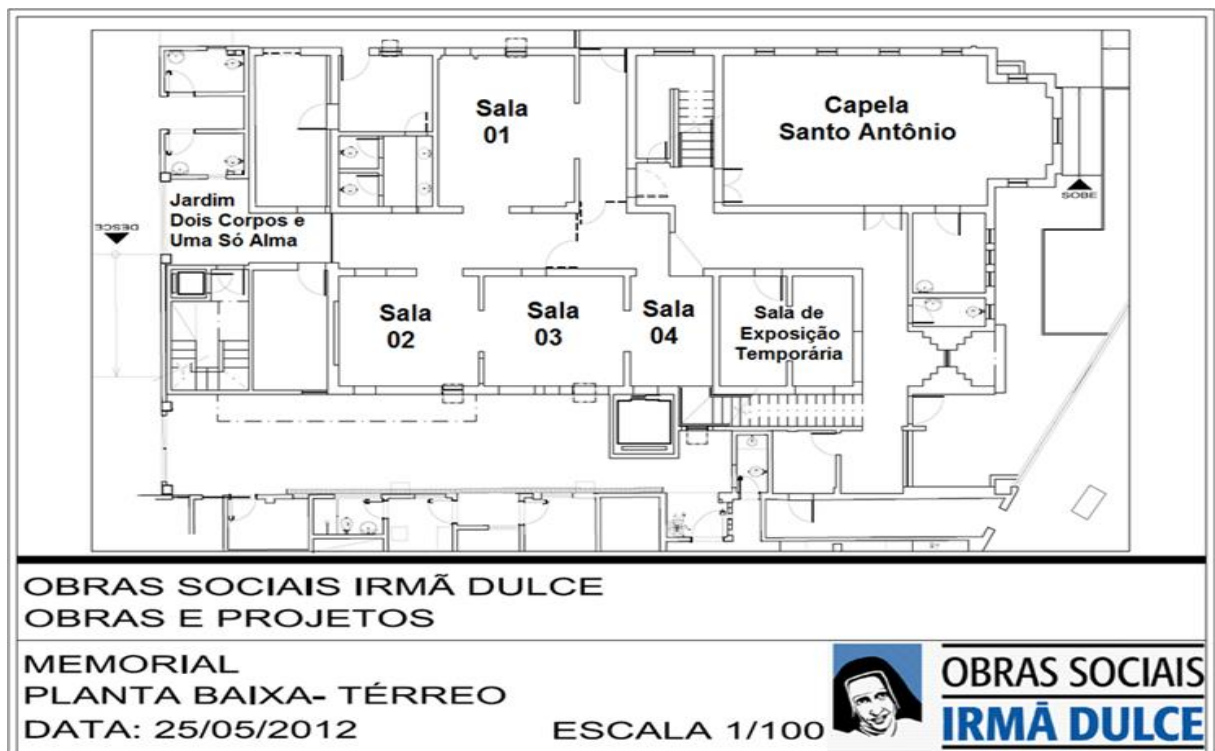 Sala
01
Capela
Santo Antônio
Jardim
Dois Corpos e
Uma Só Alma
DESCE
SOBE
Sala
02
Sala
03
Sala
04
Sala de
Exposição
Temporária
OBRAS SOCIAIS IRMÃ DULCE
OBRAS E PROJETOS
MEMORIAL
PLANTA BAIXA- TÉRREO
DATA: 25/05/2012
ESCALA 1/100
OBRAS SOCIAIS
IRMÃ DULCE